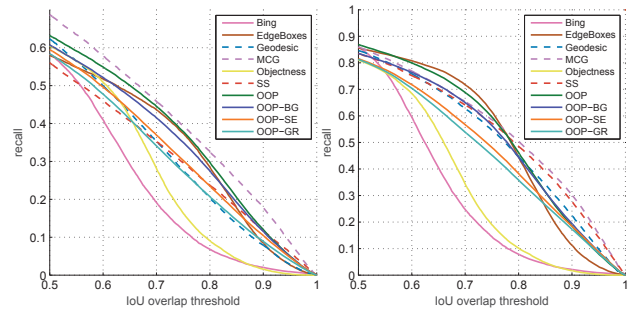 0.6
0.5
0.4
0.3
0.2
0.1
0
recall
0.5
0.6
0.7
0.8
0.9
1
IoU overlap threshold
Bing
EdgeBoxes
Geodesic
MCG
Objectness
SS
OOP
OOP-BG
OOP-SE
OOP-GR
1
0.9
0.8
0.7
0.6
0.5
0.4
0.3
0.2
0.1
0
recall
0.5
0.6
0.7
0.8
0.9
1
IoU overlap threshold
Bing
EdgeBoxes
Geodesic
MCG
Objectness
SS
OOP
OOP-BG
OOP-SE
OOP-GR